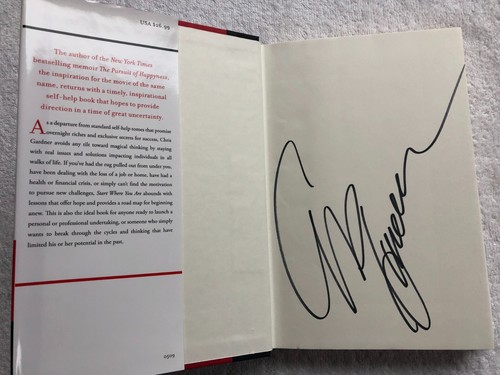 USA $26.99
The author of the New York Times
bestselling memoir The Pursuit of Happyness,
the inspiration for the movie of the same
name, returns with a timely, inspirational
self-help book that hopes to provide
direction in a time of great uncertainty.
As a departure from standard self-help tomes that promise
overnight riches and exclusive secrets for success, Chris
Gardner avoids any tilt toward magical thinking by staying
with real issues and solutions impacting individuals in all
walks of life. If you've had the rug pulled from under you,
have been dealing with the loss of a job or home, have had a
health or financial crisis, or simply can't find the motivation
to pursue new challenges, Start Where You Are abounds with
lessons that offer hope and provides a road map for beginning
anew. This is also the ideal book for anyone ready to launch a
personal or professional undertaking, or someone who simply
wants to break through the cycles and thinking that have
limited his or her potential in the past.
0509